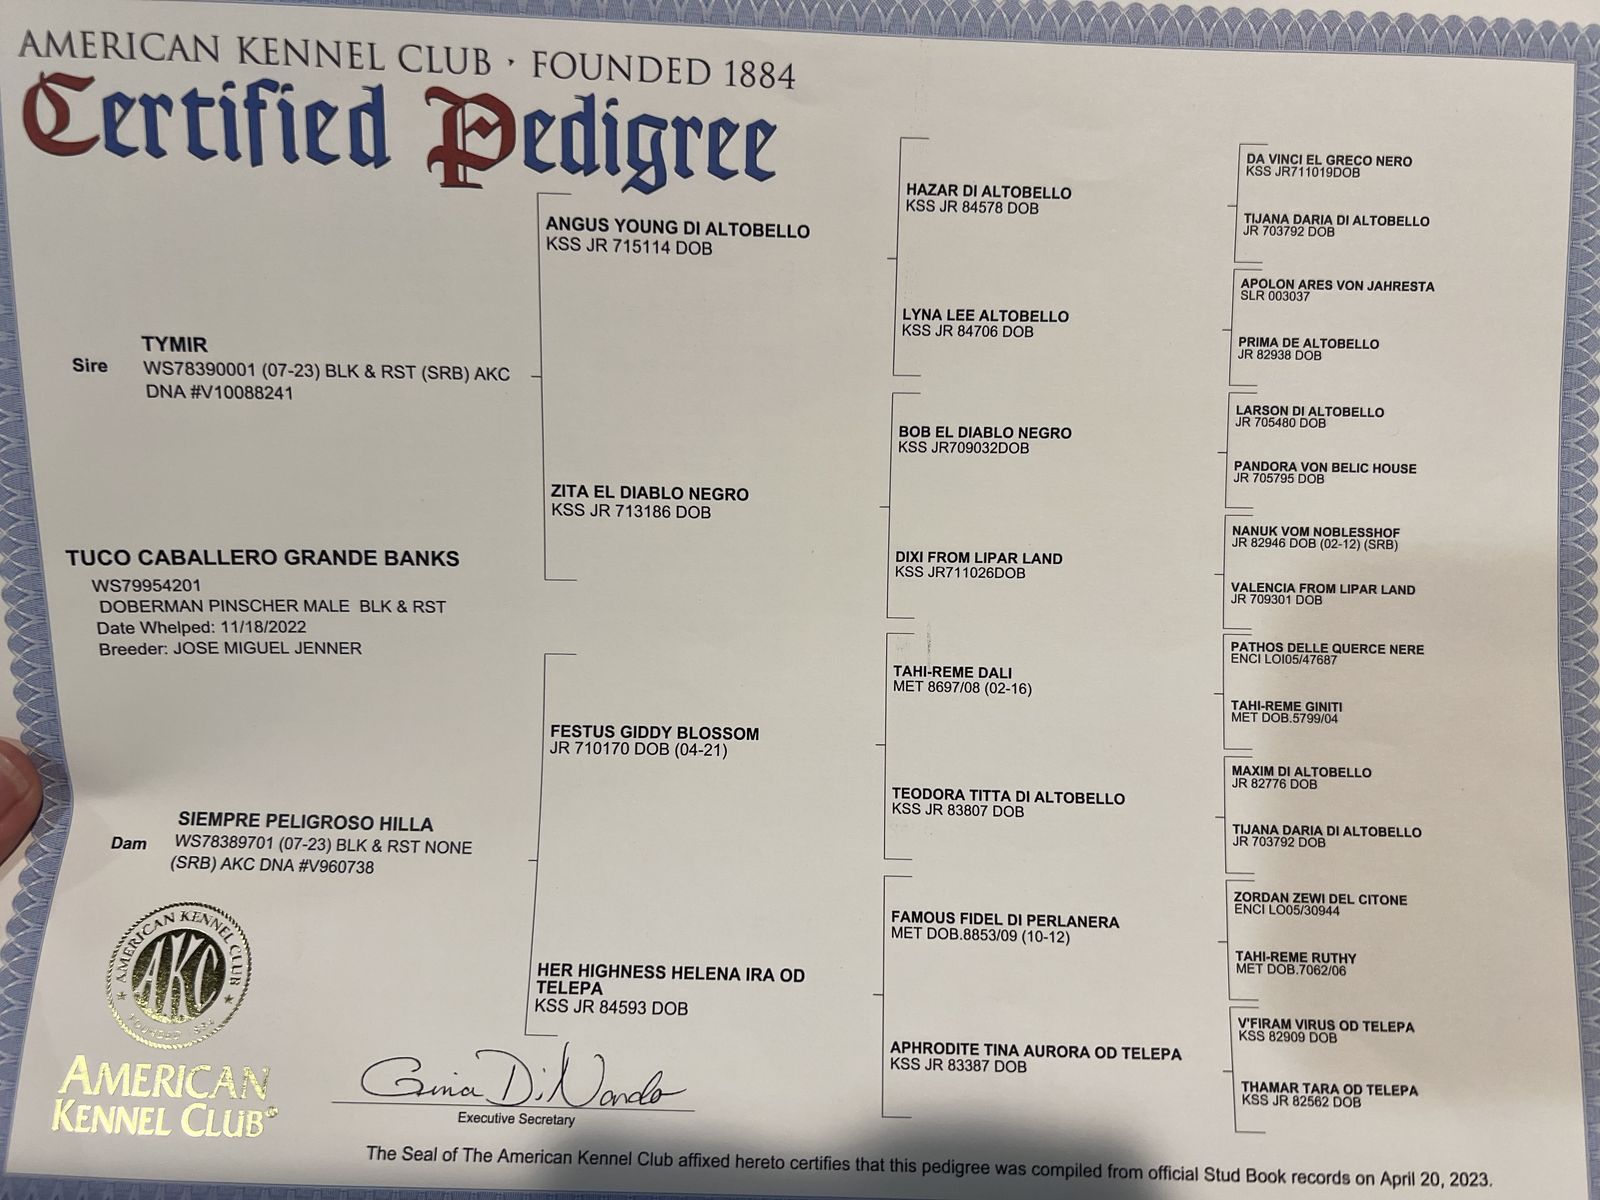 AMERICAN KENNEL CLUB · FOUNDED 1884
Certified Pedigree
Sire
TYMIR
WS78390001 (07-23) BLK & RST (SRB) AKC
DNA #V10088241
TUCO CABALLERO GRANDE BANKS
WS79954201
DOBERMAN PINSCHER MALE BLK & RST
Date Whelped: 11/18/2022
Breeder: JOSE MIGUEL JENNER
Dam
SIEMPRE PELIGROSO HILLA
WS78389701 (07-23) BLK & RST NONE
(SRB) AKC DNA #V960738
ANGUS YOUNG DI ALTOBELLO
KSS JR 715114 DOB
ZITA EL DIABLO NEGRO
KSS JR 713186 DOB
FESTUS GIDDY BLOSSOM
JR 710170 DOB (04-21)
HER HIGHNESS HELENA IRA OD
TELEPA
KSS JR 84593 DOB
HAZAR DI ALTOBELLO
KSS JR 84578 DOB
LYNA LEE ALTOBELLO
KSS JR 84706 DOB
BOB EL DIABLO NEGRO
KSS JR709032DOB
DIXI FROM LIPAR LAND
KSS JR711026DOB
TAHI-REME DALI
MET 8697/08 (02-16)
TEODORA TITTA DI ALTOBELLO
KSS JR 83807 DOB
FAMOUS FIDEL DI PERLANERA
MET DOB.8853/09 (10-12)
APHRODITE TINA AURORA OD TELEPA
KSS JR 83387 DOB
DA VINCI EL GRECO NERO
KSS JR711019DOB
TIJANA DARIA DI ALTOBELLO
JR 703792 DOB
APOLON ARES VON JAHRESTA
SLR 003037
PRIMA DE ALTOBELLO
JR 82938 DOB
LARSON DI ALTOBELLO
JR 705480 DOB
PANDORA VON BELIC HOUSE
JR 705795 DOB
NANUK VOM NOBLESSHOF
JR 82946 DOB (02-12) (SRB)
VALENCIA FROM LIPAR LAND
JR 709301 DOB
PATHOS DELLE QUERCE NERE
ENCI LOI05/47687
TAHI-REME GINITI
MET DOB.5799/04
MAXIM DI ALTOBELLO
JR 82776 DOB
TIJANA DARIA DI ALTOBELLO
JR 703792 DOB
ZORDAN ZEWI DEL CITONE
ENCI LO05/30944
TAHI-REME RUTHY
MET DOB.7062/06
V'FIRAM VIRUS OD TELEPA
KSS 82909 DOB
THAMAR TARA OD TELEPA
KSS JR 82562 DOB
AMERICAN KENNEL CLUB
AKC
FOUNDED 1884
AMERICAN
KENNEL CLUB®
Gina DiNardo
Executive Secretary
The Seal of The American Kennel Club affixed hereto certifies that this pedigree was compiled from official Stud Book records on April 20, 2023.